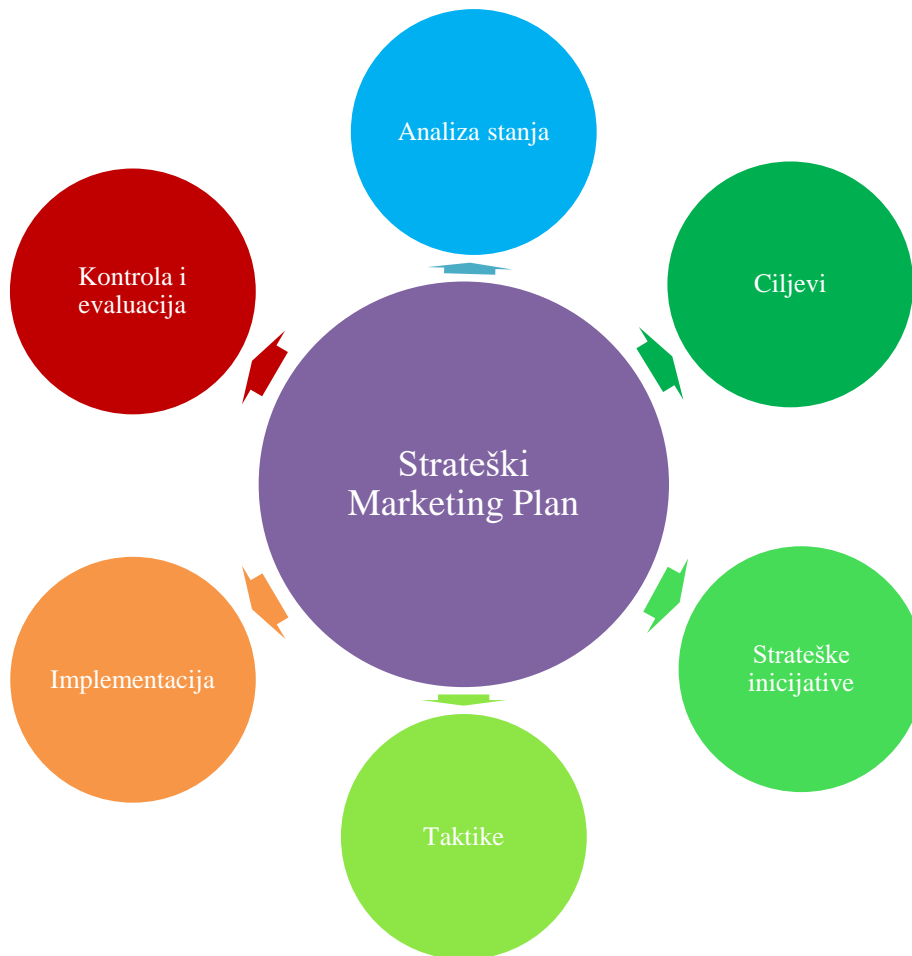 Analiza stanja
Ciljevi
Strateške
inicijative
Taktike
Implementacija
Kontrola i
evaluacija
Strateški
Marketing Plan